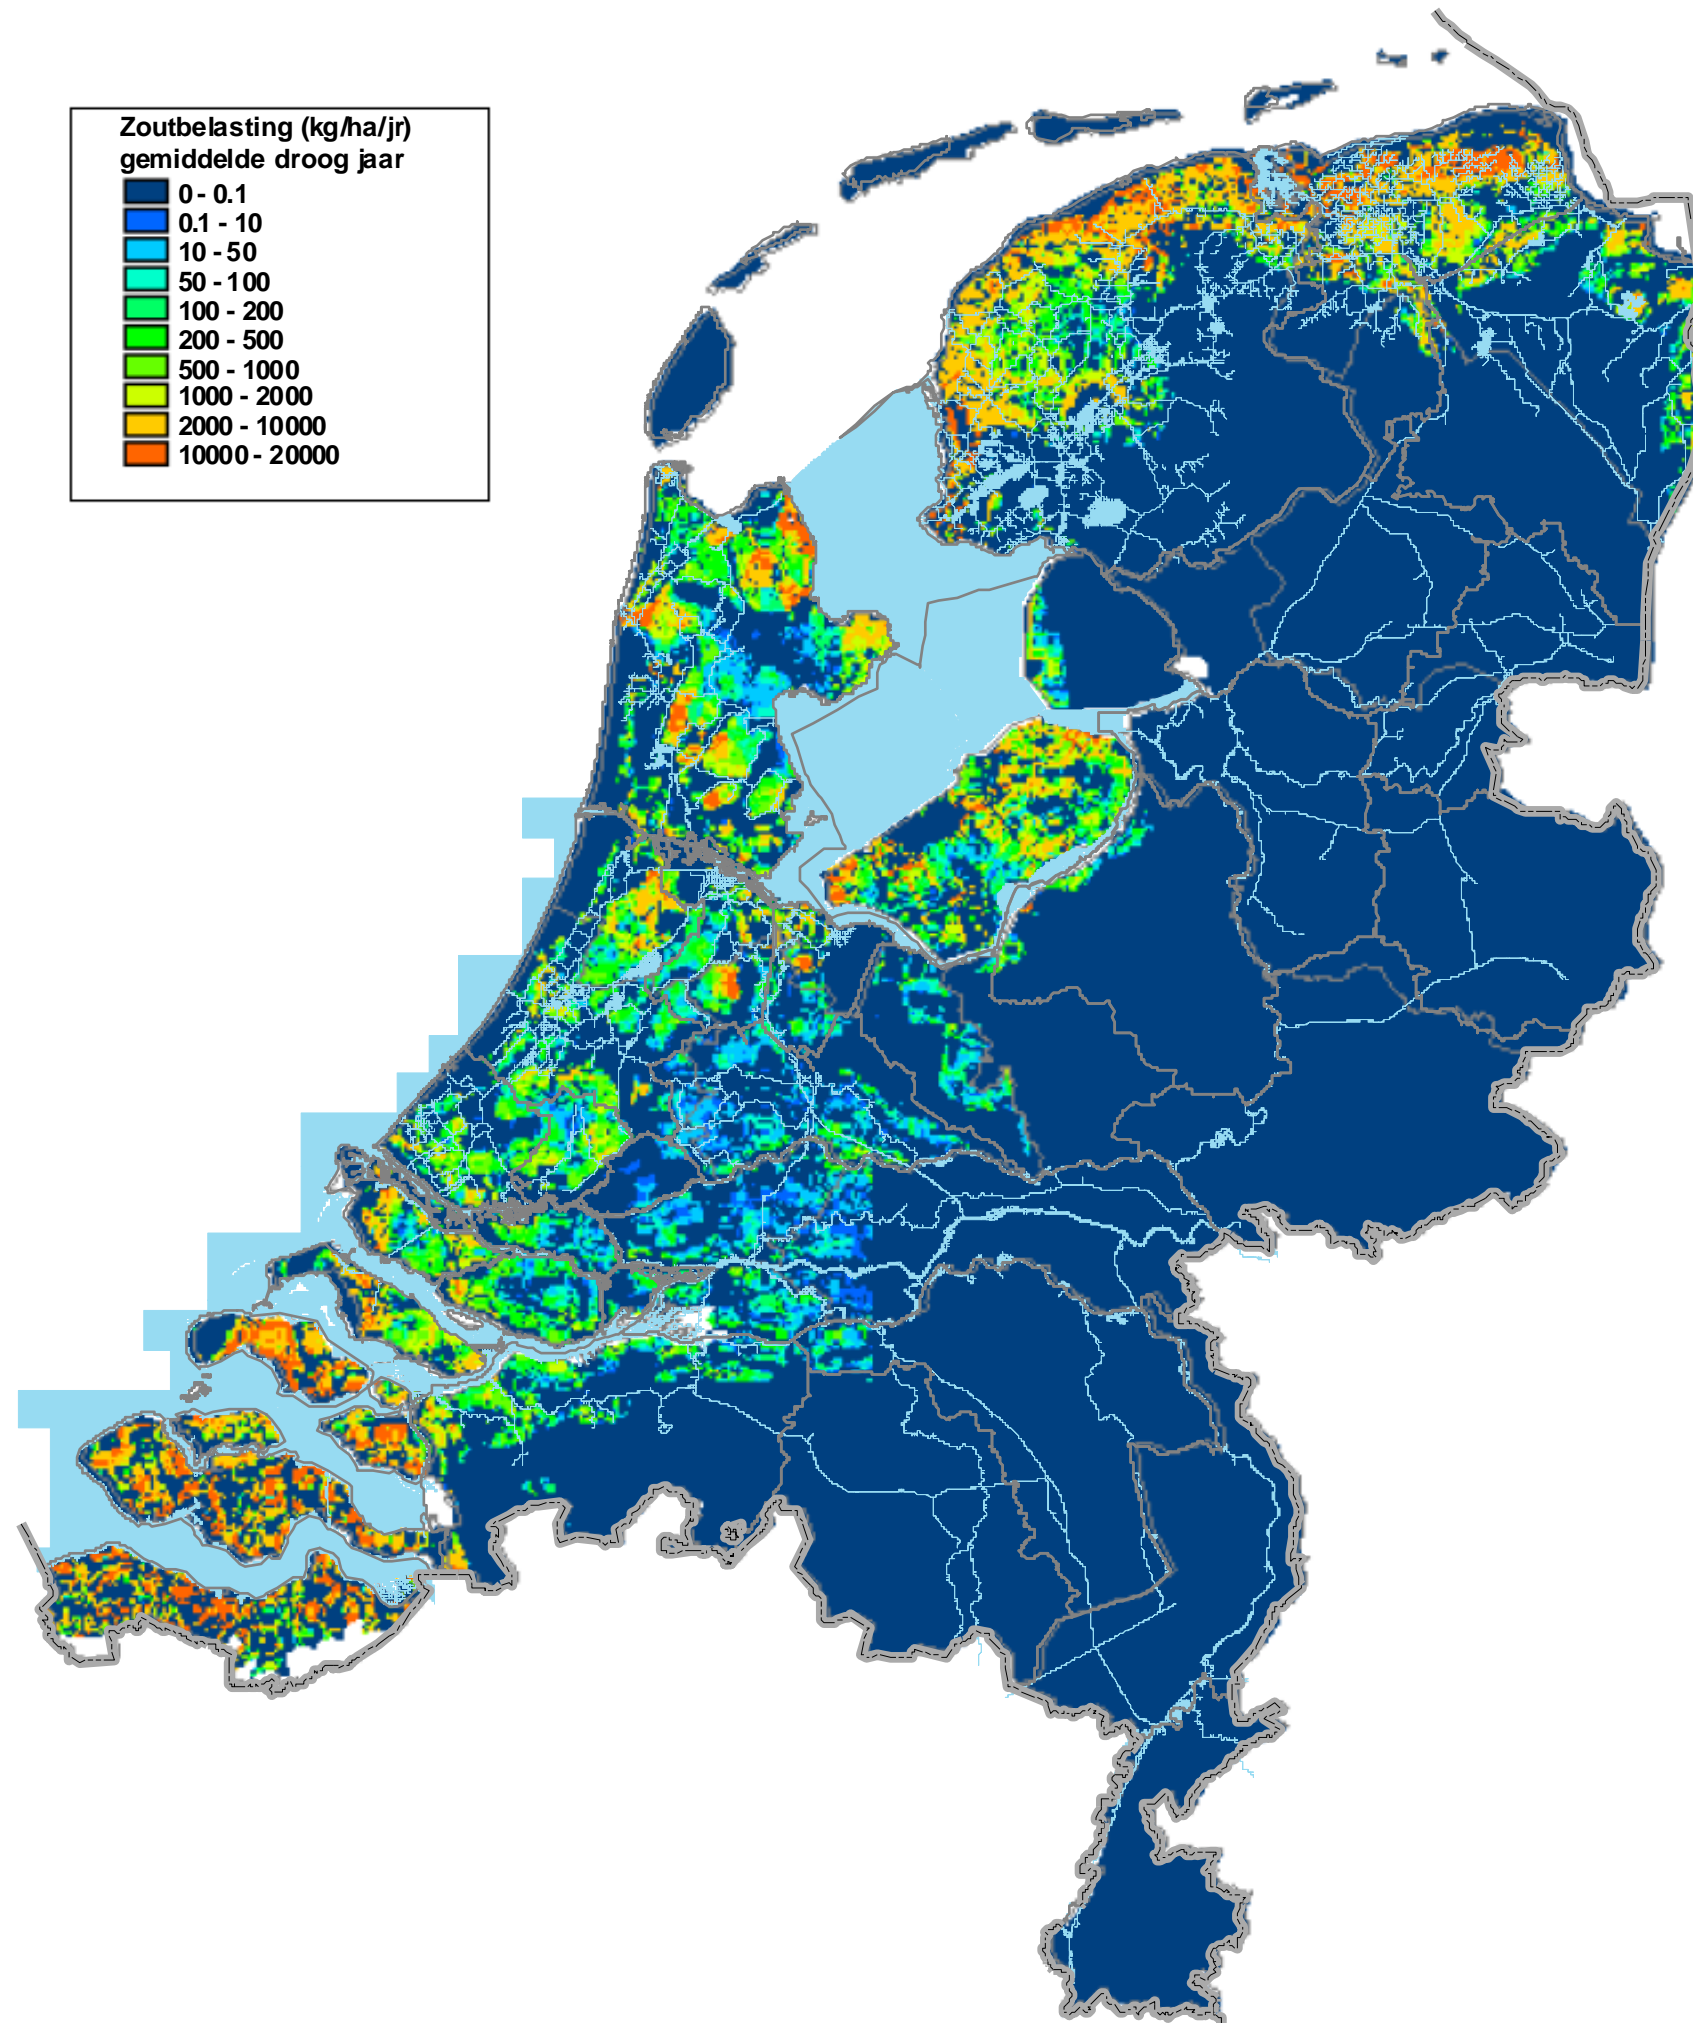 Zoutbelasting (kg/ha/jr)
gemiddelde droog jaar
0 - 0.1
0.1 - 10
10 - 50
50 - 100
100 - 200
200 - 500
500 - 1000
1000 - 2000
2000 - 10000
10000 - 20000